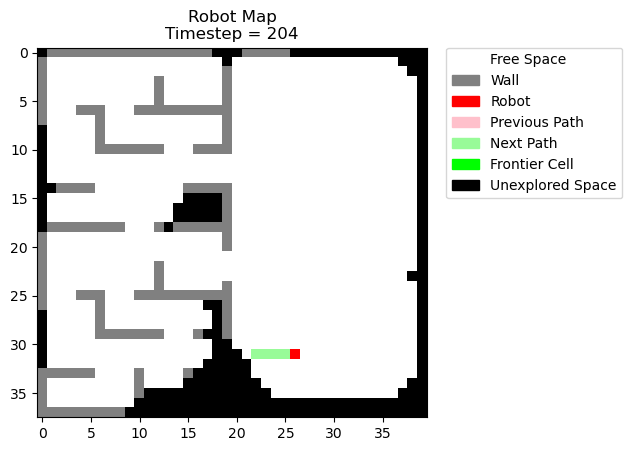 Robot Map
Timestep = 204
0
5
10
15
20
25
30
35
0
5
10
15
20
25
30
35
Free Space
Wall
Robot
Previous Path
Next Path
Frontier Cell
Unexplored Space